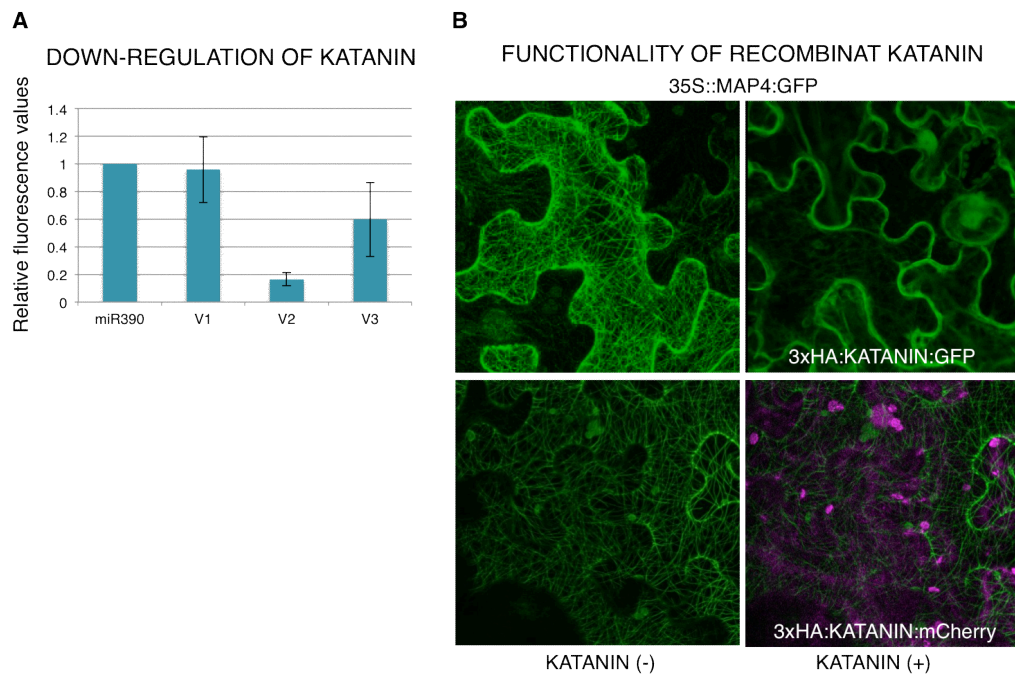 A
DOWN-REGULATION OF KATANIN
Relative fluorescence values
1.4
1.2
1
0.8
0.6
0.4
0.2
0
miR390 V1 V2 V3
B
FUNCTIONALITY OF RECOMBINAT KATANIN
35S::MAP4:GFP
3xHA:KATANIN:GFP
3xHA:KATANIN:mCherry
KATANIN (-) KATANIN (+)